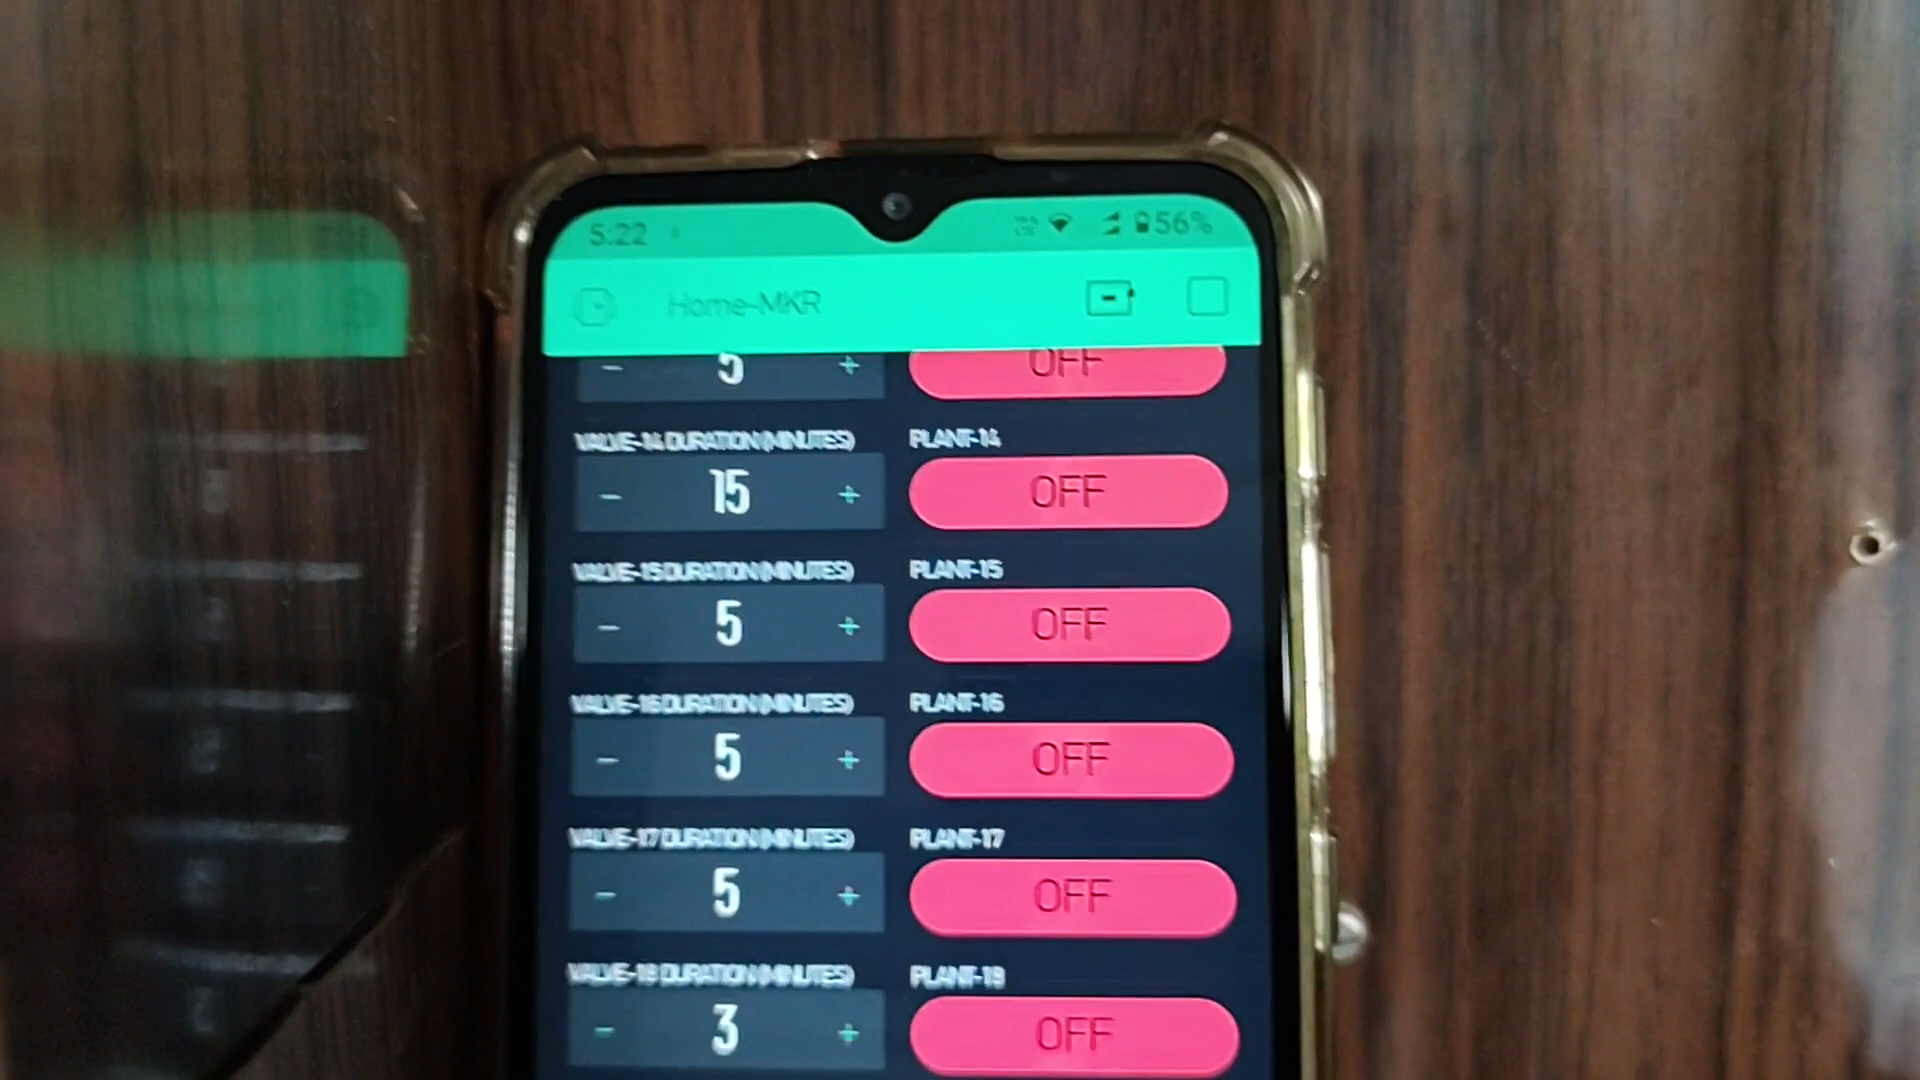 5:22 56%
Home-MKR
- 5 + OFF
VALVE-14 DURATION (MINUTES) PLANT-14
- 15 + OFF
VALVE-15 DURATION (MINUTES) PLANT-15
- 5 + OFF
VALVE-16 DURATION (MINUTES) PLANT-16
- 5 + OFF
VALVE-17 DURATION (MINUTES) PLANT-17
- 5 + OFF
VALVE-18 DURATION (MINUTES) PLANT-18
- 3 + OFF